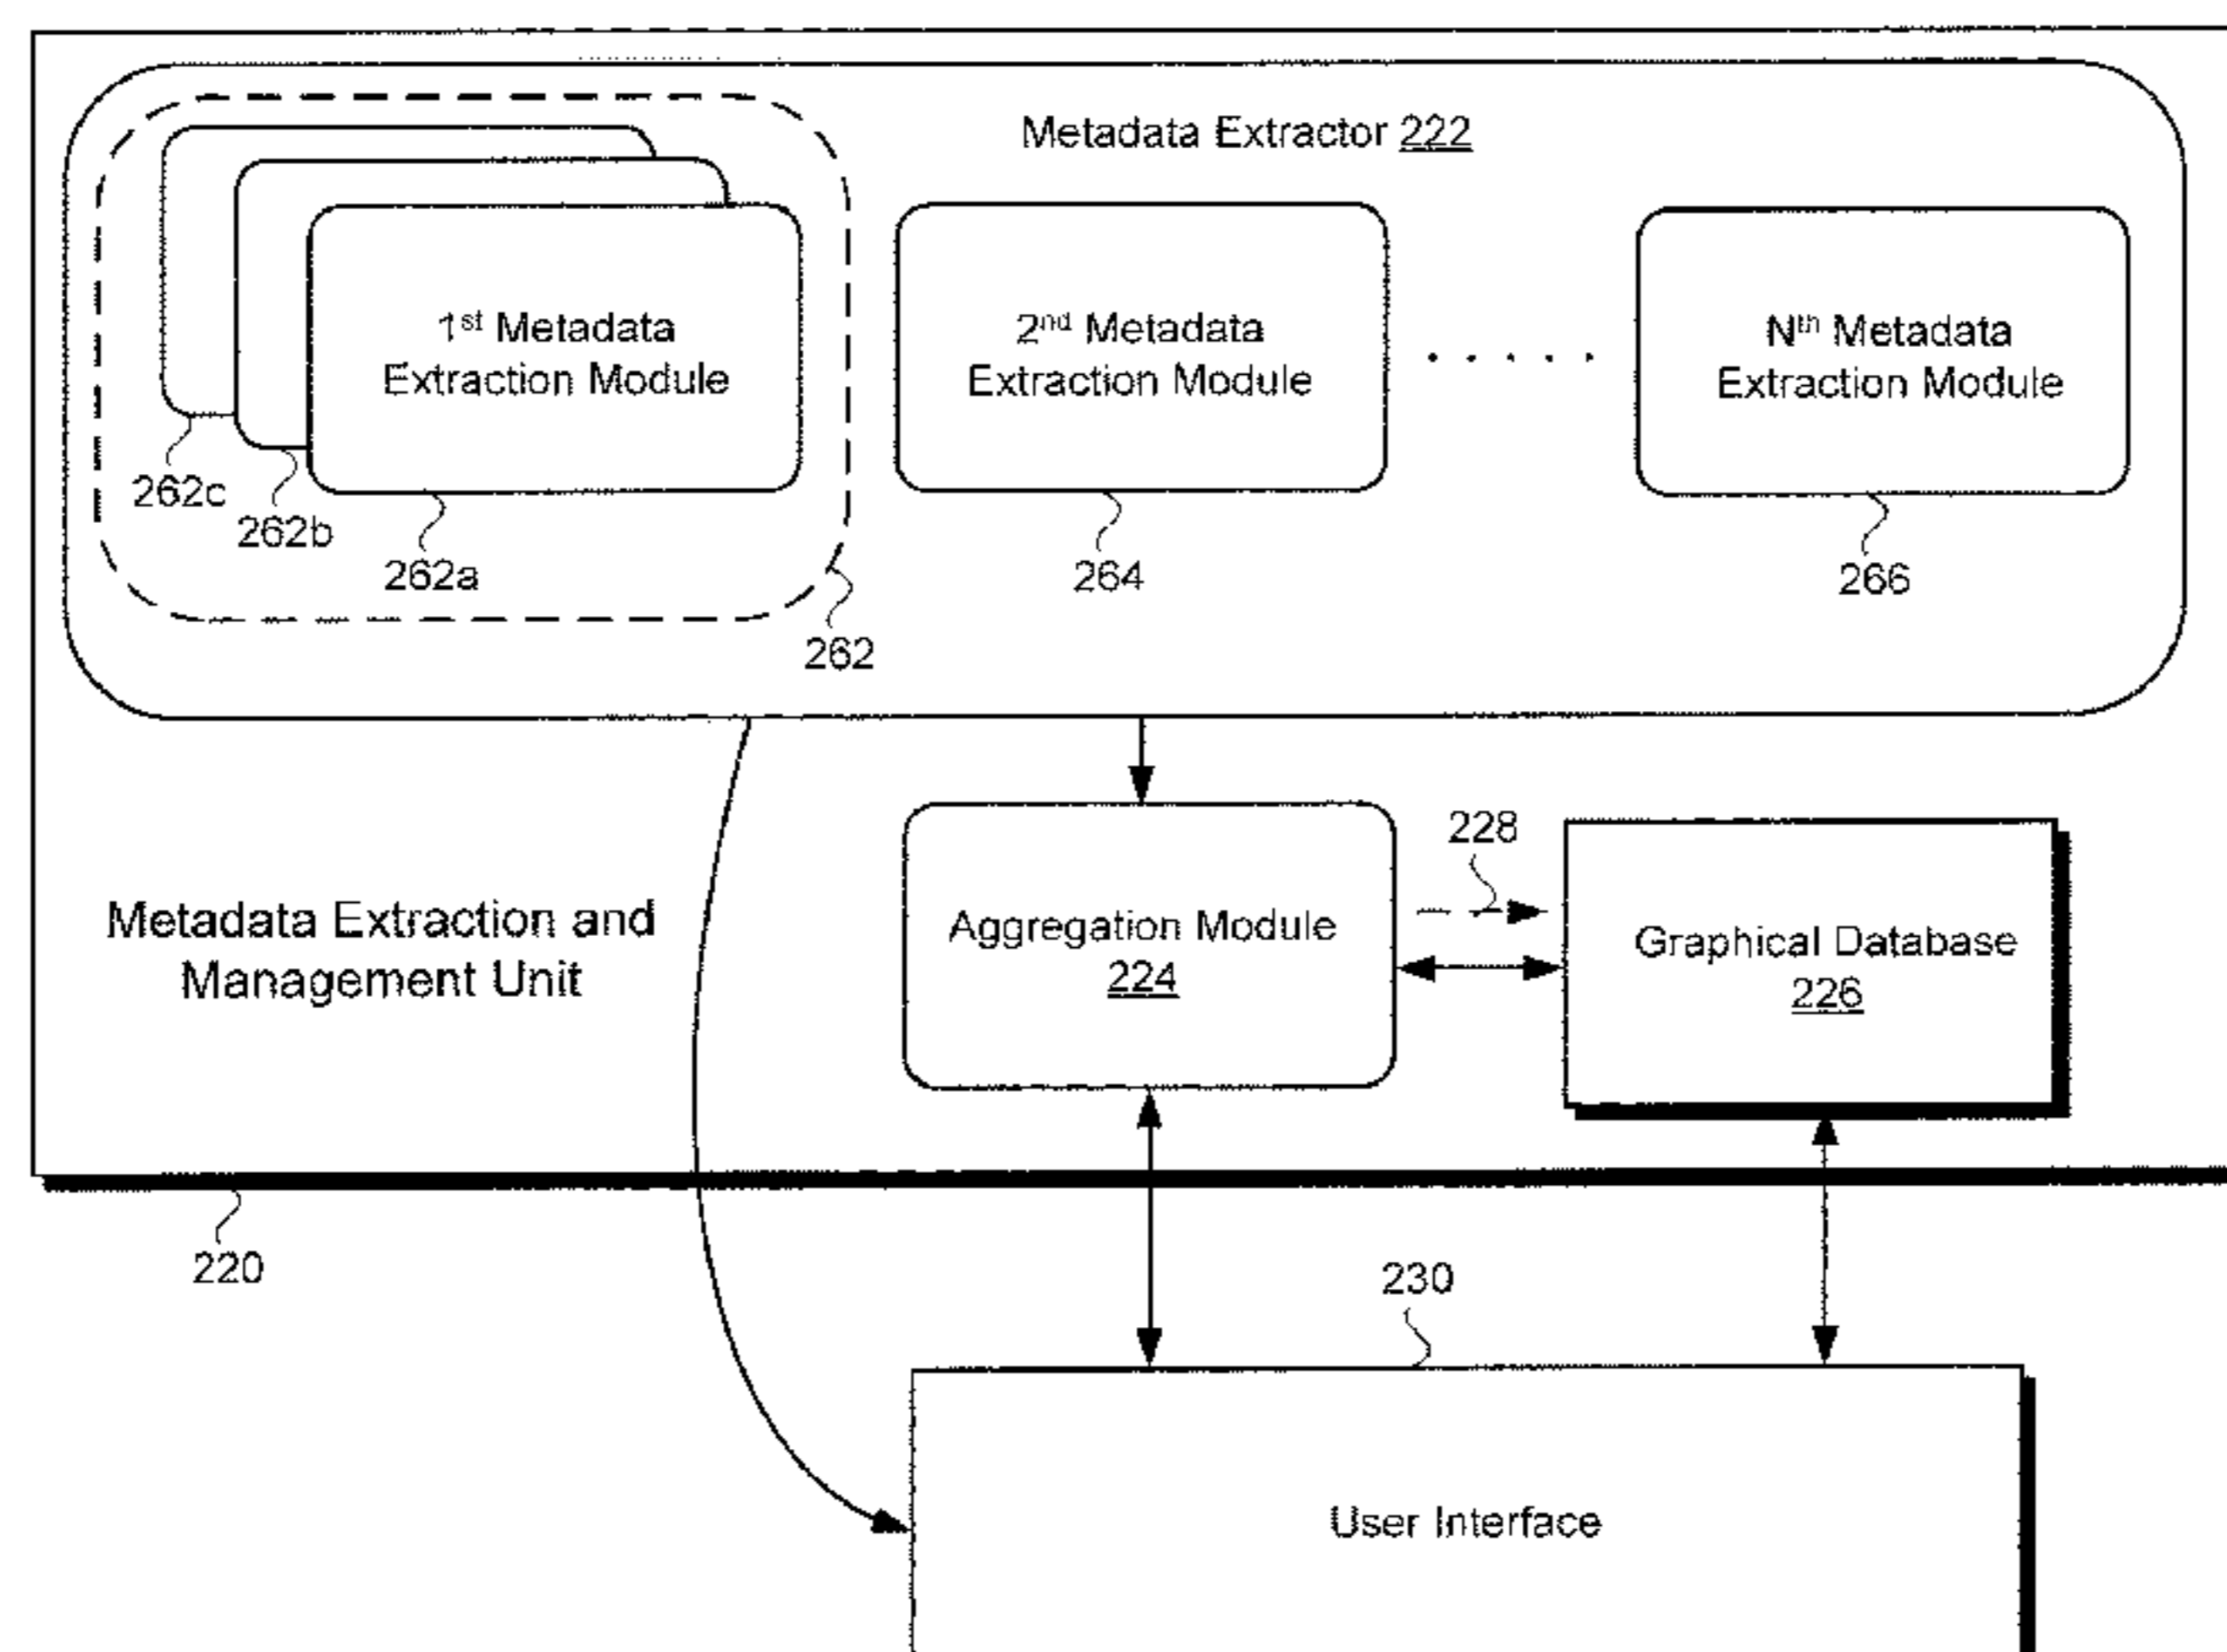 Metadata Extractor 222
1st Metadata
Extraction Module
2nd Metadata
Extraction Module
. . . . .
Nth Metadata
Extraction Module
262c
262b
262a
262
264
266
Metadata Extraction and
Management Unit
Aggregation Module
224
228
Graphical Database
226
220
230
User Interface